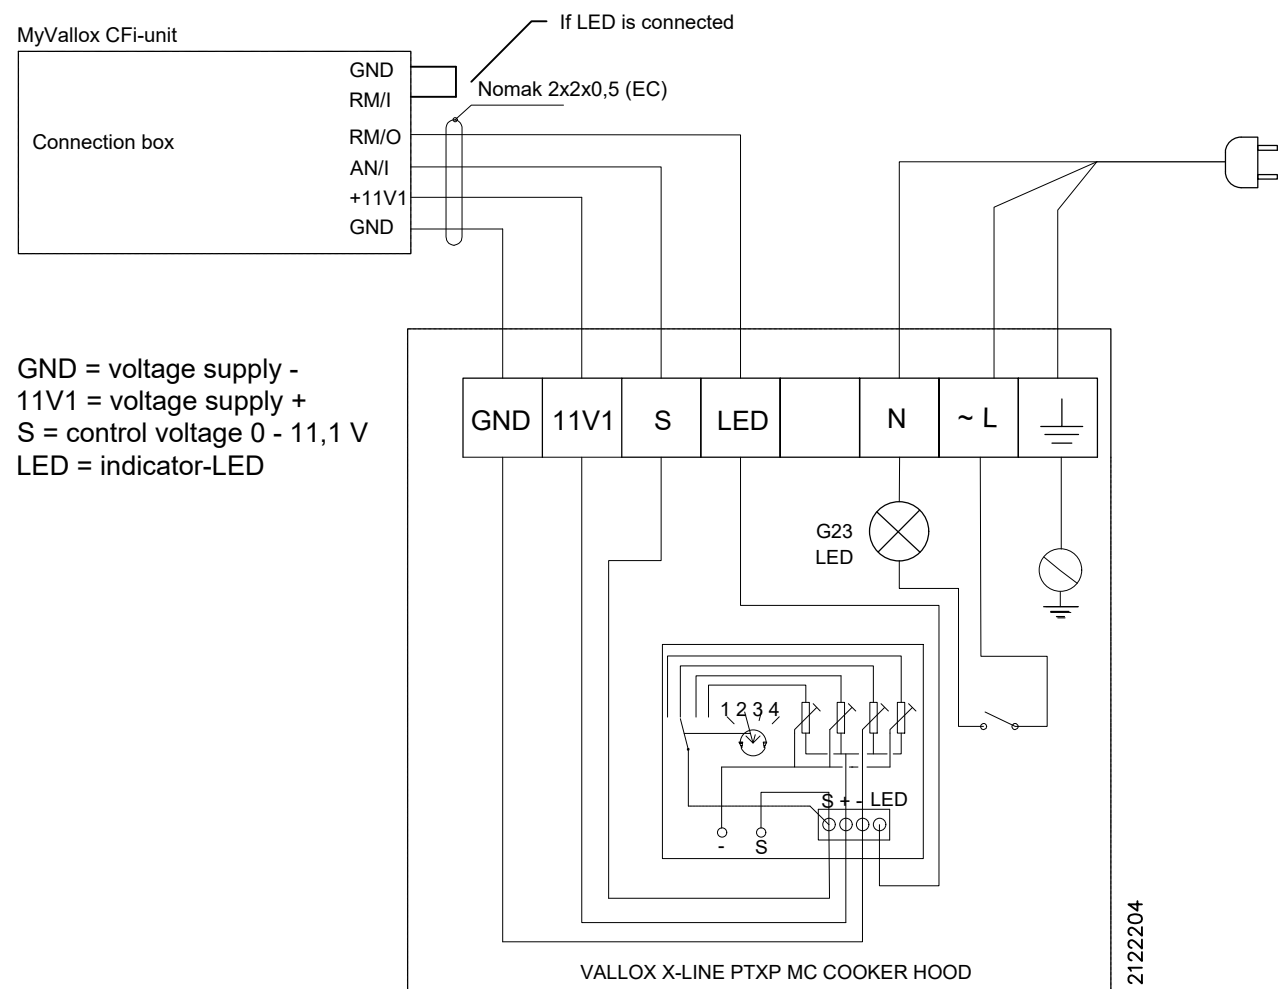 If LED is connected
MyVallox CFi-unit
GND
RM/I
Nomak 2x2x0,5 (EC)
Connection box
RM/O
AN/I
+11V1
GND
GND = voltage supply -
11V1 = voltage supply +
S = control voltage 0 - 11,1 V
LED = indicator-LED
GND 11V1 S LED N ~ L
G23
LED
1 2 3 4
S + - LED
- S
VALLOX X-LINE PTXP MC COOKER HOOD
2122204